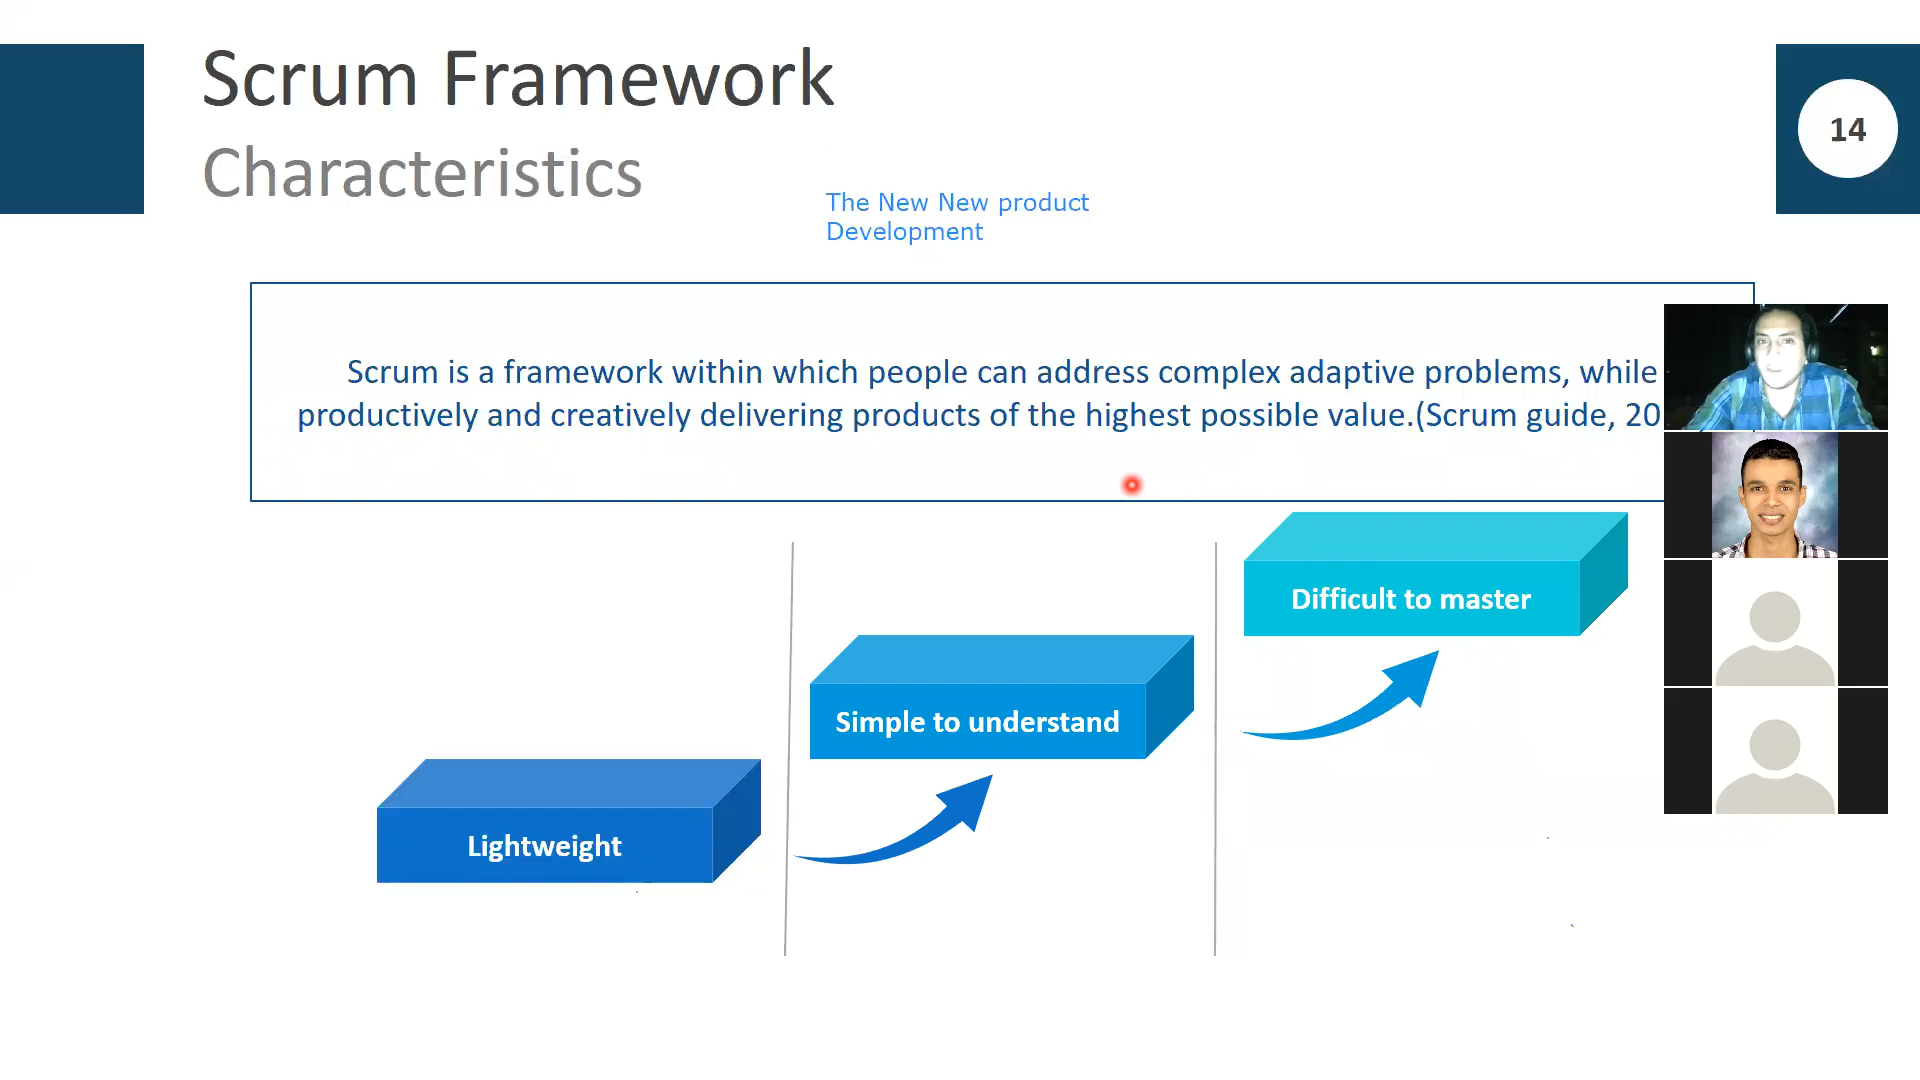 Scrum Framework
Characteristics
14
The New New product
Development
Scrum is a framework within which people can address complex adaptive problems, while
productively and creatively delivering products of the highest possible value.(Scrum guide, 20
Difficult to master
Simple to understand
Lightweight